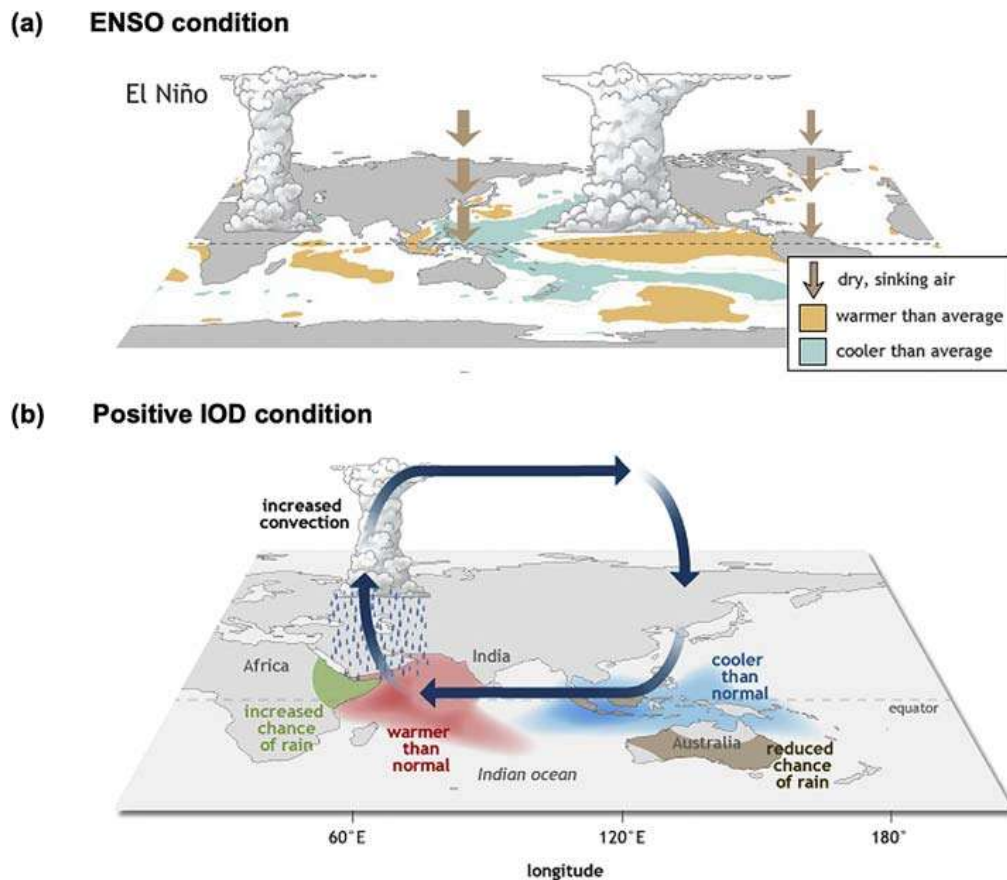 (a) ENSO condition
El Niño
dry, sinking air
warmer than average
cooler than average
(b) Positive IOD condition
increased
convection
Africa
India
cooler
than
normal
equator
increased
chance
of rain
warmer
than
normal
Australia
reduced
chance
of rain
Indian ocean
60°E
120°E
180°
longitude